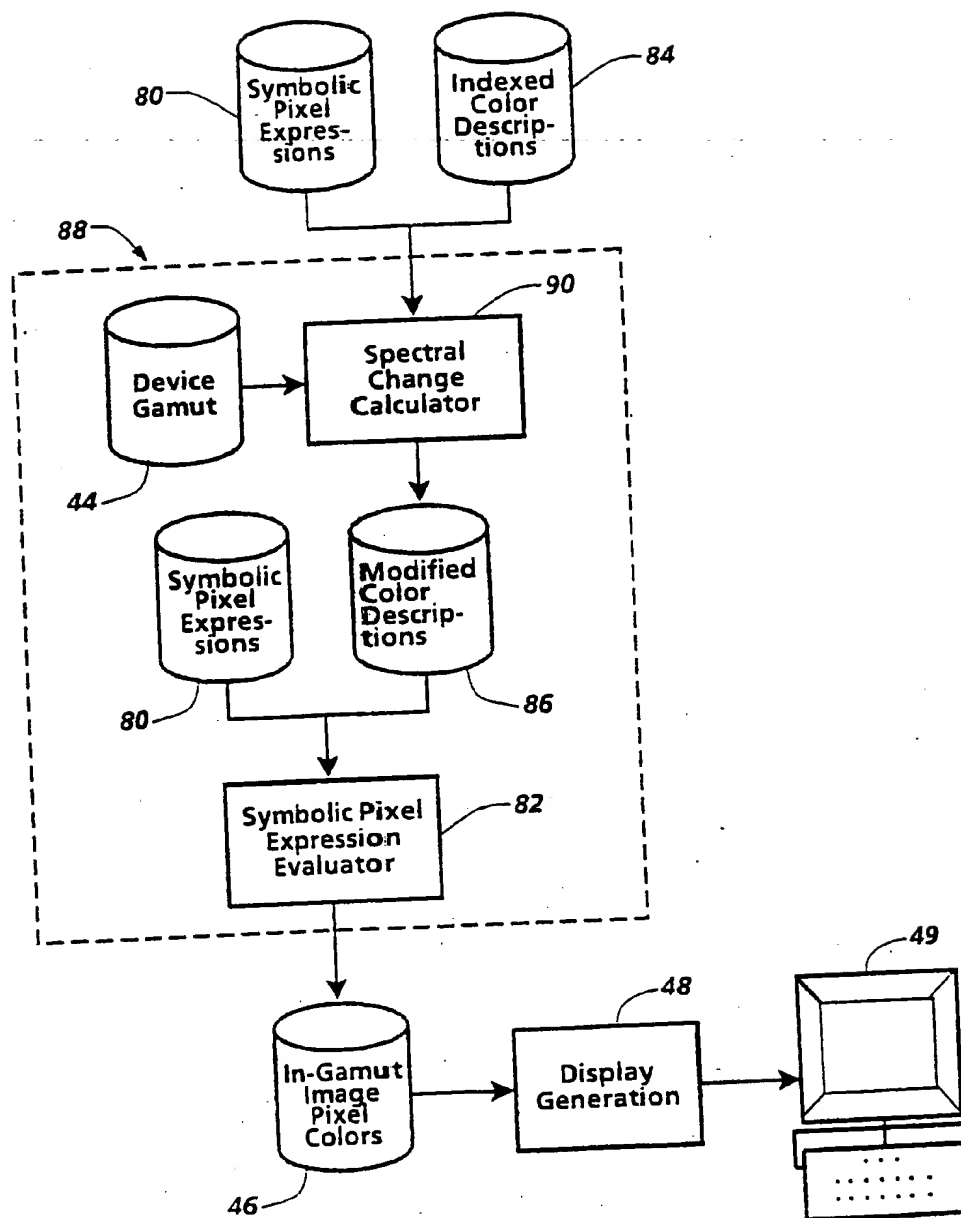 80
Symbolic
Pixel
Expres-
sions
Indexed
Color
Descrip-
tions
84
88
90
Device
Gamut
44
Spectral
Change
Calculator
Symbolic
Pixel
Expres-
sions
80
Modified
Color
Descrip-
tions
86
Symbolic Pixel
Expression
Evaluator
82
In-Gamut
Image
Pixel
Colors
46
48
Display
Generation
49